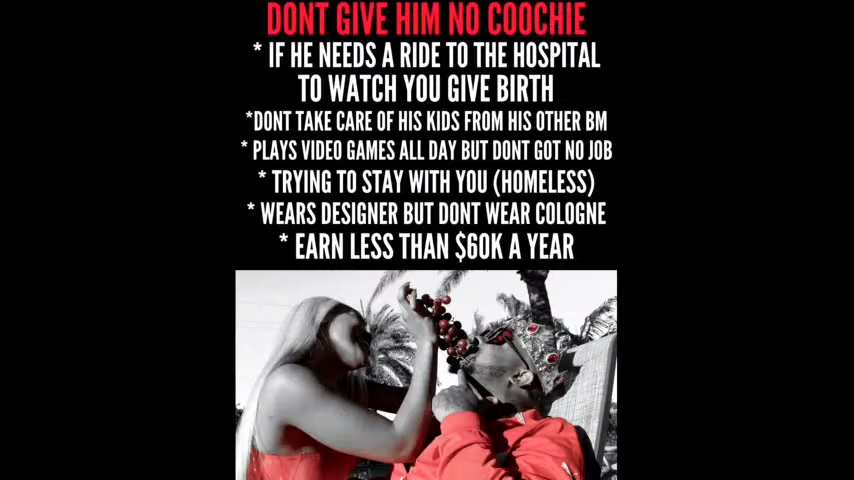 DONT GIVE HIM NO COOCHIE
* IF HE NEEDS A RIDE TO THE HOSPITAL
TO WATCH YOU GIVE BIRTH
*DONT TAKE CARE OF HIS KIDS FROM HIS OTHER BM
* PLAYS VIDEO GAMES ALL DAY BUT DONT GOT NO JOB
* TRYING TO STAY WITH YOU (HOMELESS)
* WEARS DESIGNER BUT DONT WEAR COLOGNE
* EARN LESS THAN $60K A YEAR